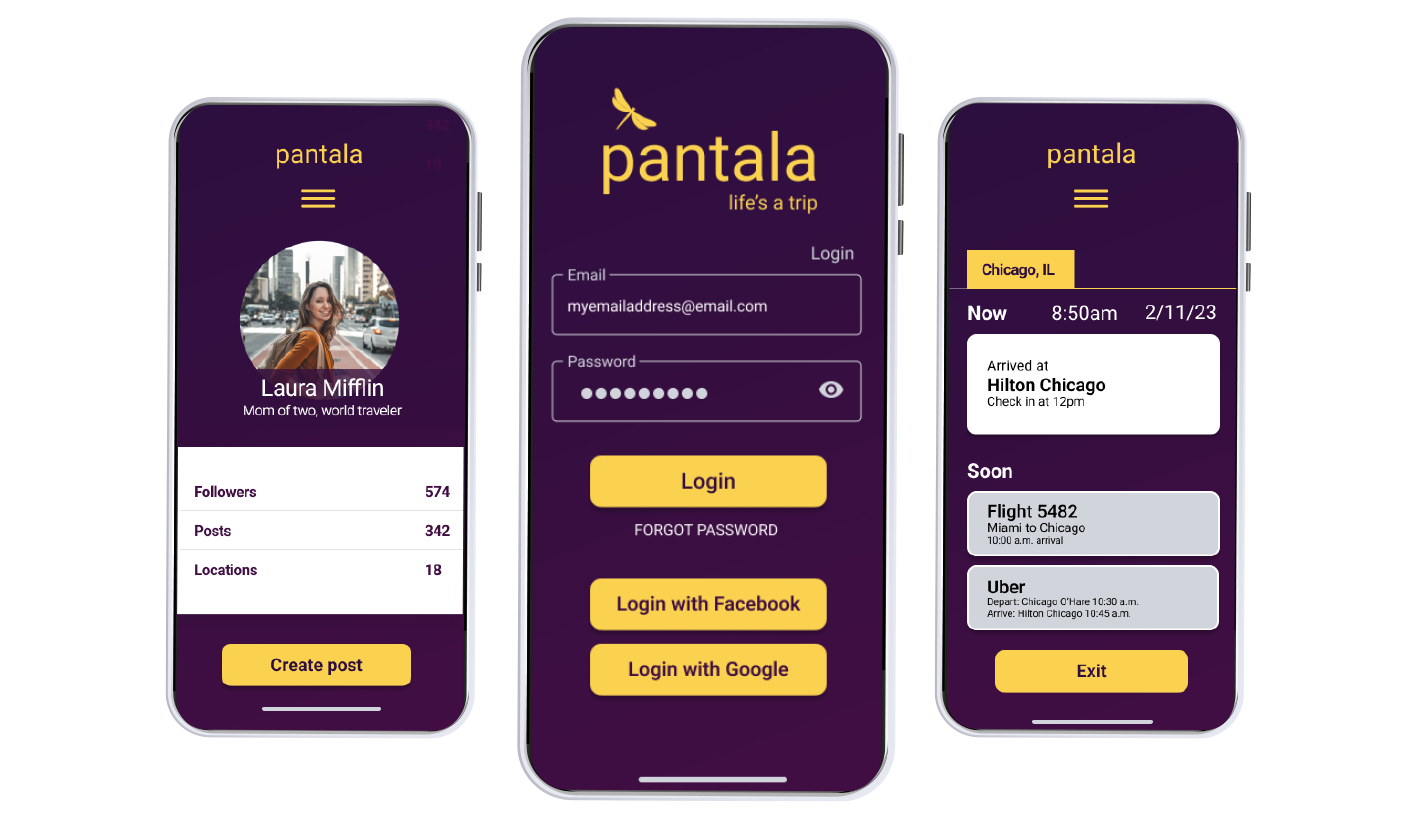 pantala
342
18
Laura Mifflin
Mom of two, world traveler
Followers 574
Posts 342
Locations 18
Create post
pantala
life's a trip
Login
Email
myemailaddress@email.com
Password
Login
FORGOT PASSWORD
Login with Facebook
Login with Google
pantala
Chicago, IL
Now 8:50am 2/11/23
Arrived at
Hilton Chicago
Check in at 12pm
Soon
Flight 5482
Miami to Chicago
10:00 a.m. arrival
Uber
Depart: Chicago O'Hare 10:30 a.m.
Arrive: Hilton Chicago 10:45 a.m.
Exit